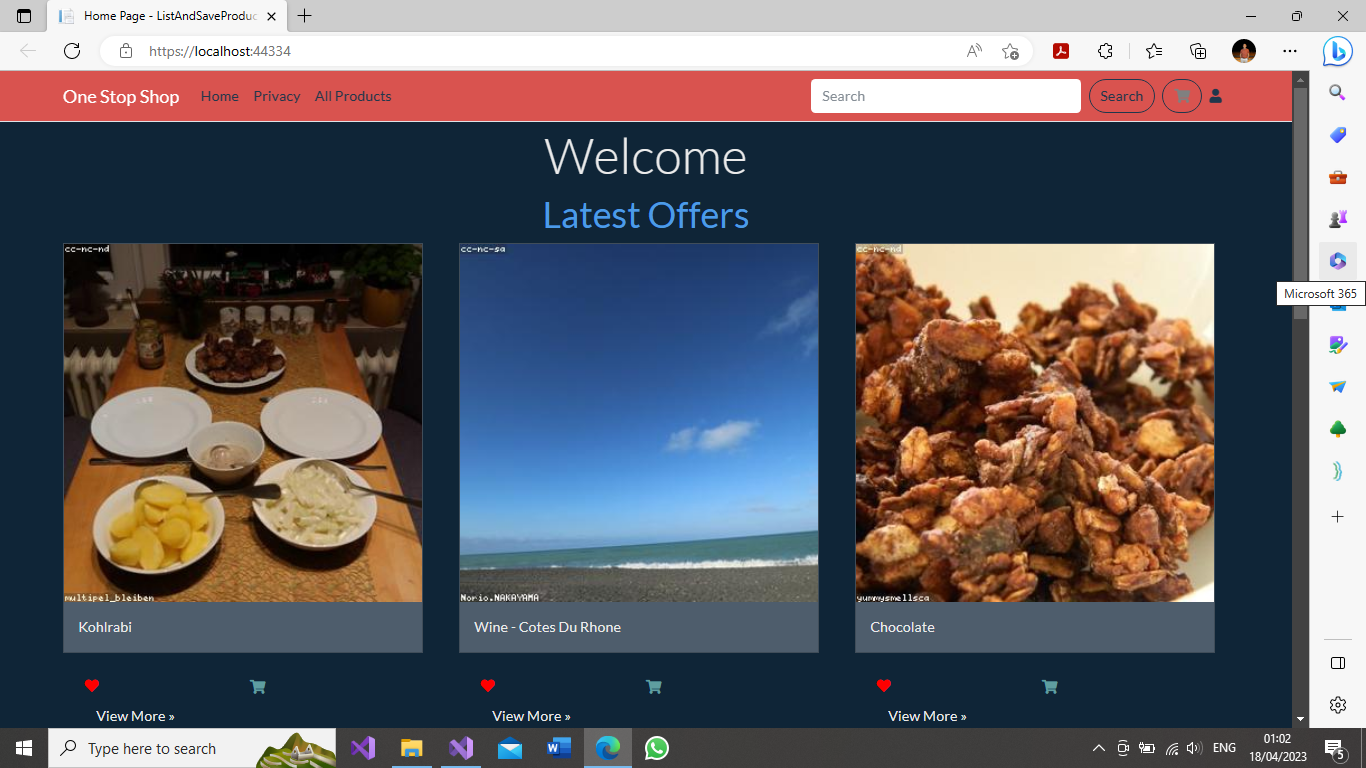 Home Page - ListAndSaveProduc
https://localhost:44334
One Stop Shop
Home
Privacy
All Products
Search
Search
Welcome
Latest Offers
cc-nc-nd
cc-nc-sa
cc-nc-nd
Microsoft 365
multipel_bleiben
Norio.NAKAYAMA
yummysmellsca
Kohlrabi
Wine - Cotes Du Rhone
Chocolate
View More »
View More »
View More »
Type here to search
ENG
01:02
18/04/2023
5